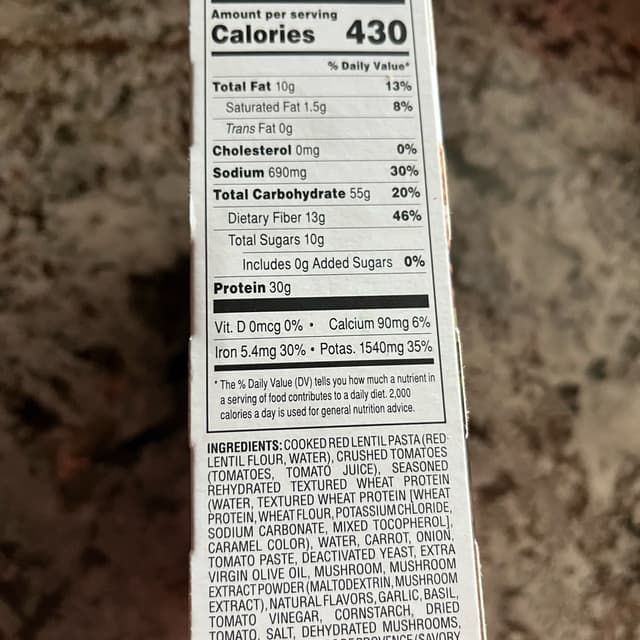 Amount per serving
Calories 430
% Daily Value*
Total Fat 10g 13%
Saturated Fat 1.5g 8%
Trans Fat 0g
Cholesterol 0mg 0%
Sodium 690mg 30%
Total Carbohydrate 55g 20%
Dietary Fiber 13g 46%
Total Sugars 10g
Includes 0g Added Sugars 0%
Protein 30g
Vit. D 0mcg 0% • Calcium 90mg 6%
Iron 5.4mg 30% • Potas. 1540mg 35%
* The % Daily Value (DV) tells you how much a nutrient in
a serving of food contributes to a daily diet. 2,000
calories a day is used for general nutrition advice.
INGREDIENTS: COOKED RED LENTIL PASTA (RED
LENTIL FLOUR, WATER), CRUSHED TOMATOES
(TOMATOES, TOMATO JUICE), SEASONED
REHYDRATED TEXTURED WHEAT PROTEIN
(WATER, TEXTURED WHEAT PROTEIN [WHEAT
PROTEIN, WHEAT FLOUR, POTASSIUM CHLORIDE,
SODIUM CARBONATE, MIXED TOCOPHEROL],
CARAMEL COLOR), WATER, CARROT, ONION,
TOMATO PASTE, DEACTIVATED YEAST, EXTRA
VIRGIN OLIVE OIL, MUSHROOM, MUSHROOM
EXTRACT POWDER (MALTODEXTRIN, MUSHROOM
EXTRACT), NATURAL FLAVORS, GARLIC, BASIL,
TOMATO VINEGAR, CORNSTARCH, DRIED
TOMATO, SALT, DEHYDRATED MUSHROOMS,